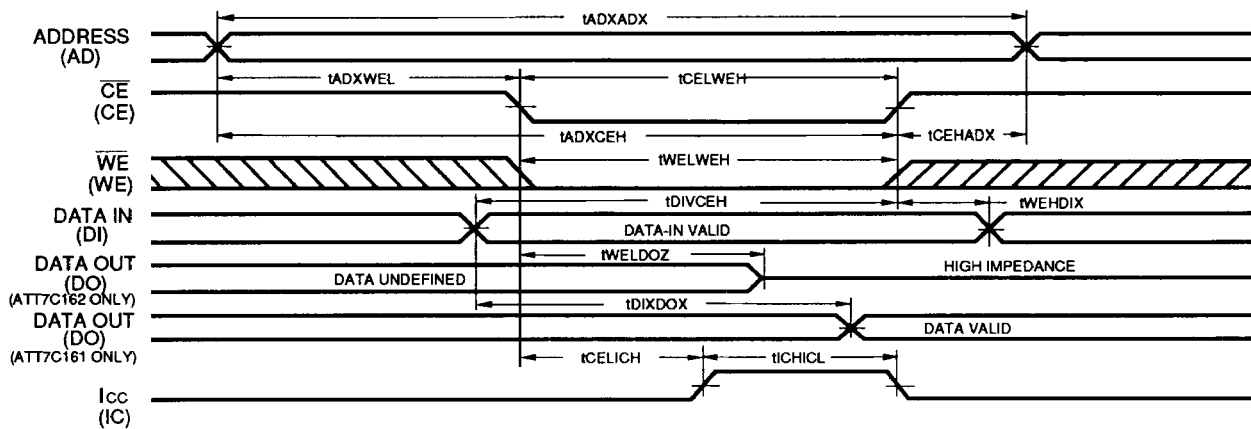 tADXADX
ADDRESS
(AD)
tADXWEL
tCELWEH
CE
(CE)
tADXCEH
tCEHADX
WE
(WE)
tWELWEH
tDIVCEH
tWEHDIX
DATA IN
(DI)
DATA-IN VALID
tWELDOZ
DATA OUT
(DO)
(ATT7C162 ONLY)
DATA UNDEFINED
HIGH IMPEDANCE
tDIXDOX
DATA OUT
(DO)
(ATT7C161 ONLY)
DATA VALID
tCELICH
tICHICL
ICC
(IC)